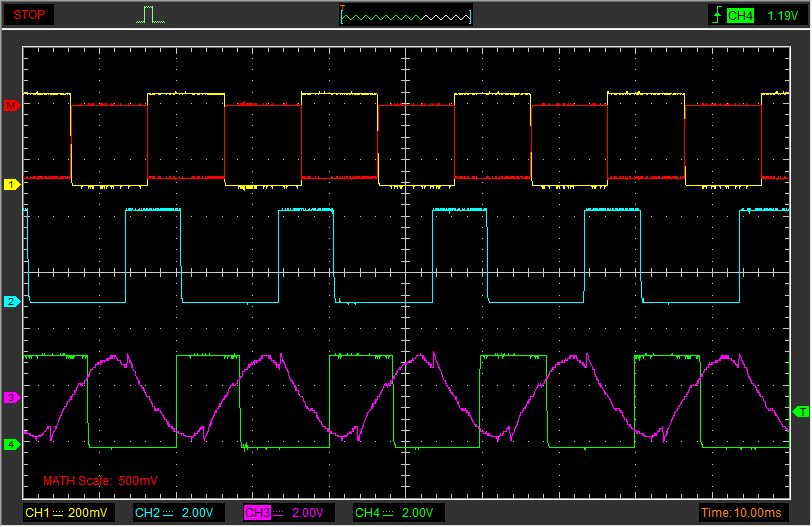 STOP
T
CH4 1.19V
M
1
2
3
T
4
MATH Scale: 500mV
CH1 200mV CH2 2.00V CH3 2.00V CH4 2.00V Time:10.00ms